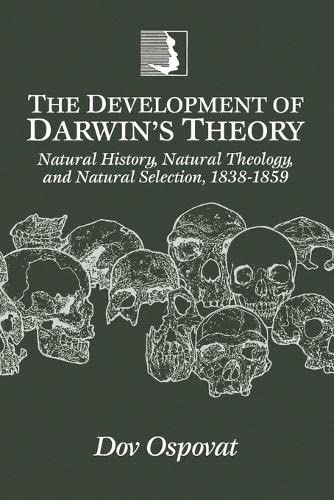 THE DEVELOPMENT OF
DARWIN'S THEORY
Natural History, Natural Theology,
and Natural Selection, 1838-1859
Dov Ospovat